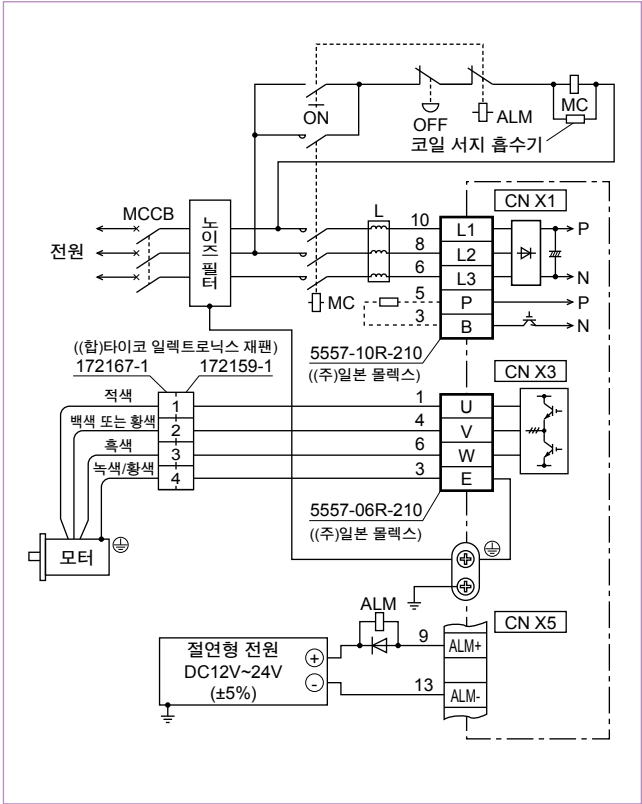 ON
OFF
ALM
MC
코일 서지 흡수기
MCCB
전원
노이즈 필터
L
MC
CN X1
10
L1
8
L2
6
L3
5
P
3
B
P
N
P
N
5557-10R-210
((주)일본 몰렉스)
((합)타이코 일렉트로닉스 재팬)
172167-1
172159-1
CN X3
적색
1
1
U
백색 또는 황색
2
4
V
흑색
3
6
W
녹색/황색
4
3
E
5557-06R-210
((주)일본 몰렉스)
모터
ALM
CN X5
절연형 전원
DC12V~24V
(±5%)
+
-
9
ALM+
13
ALM-